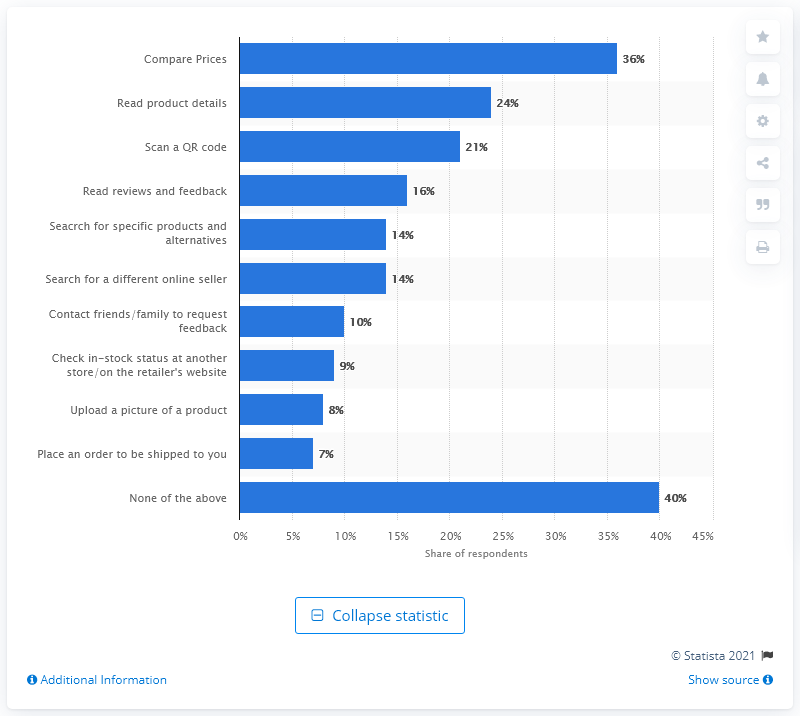 Compare Prices
36%
Read product details
24%
Scan a QR code
21%
Read reviews and feedback
16%
Seacrch for specific products and
alternatives
14%
Search for a different online seller
14%
Contact friends/family to request
feedback
10%
Check in-stock status at another
store/on the retailer's website
9%
Upload a picture of a product
8%
Place an order to be shipped to you
7%
None of the above
40%
0% 5% 10% 15% 20% 25% 30% 35% 40% 45%
Share of respondents
Collapse statistic
© Statista 2021
Additional Information
Show source